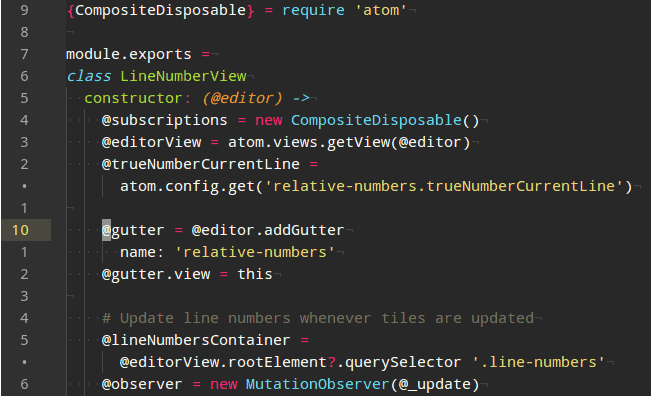 9 {CompositeDisposable} = require 'atom'¬
8 ¬
7 module.exports =¬
6 class LineNumberView¬
5 ··constructor: (@editor) ->¬
4 ····@subscriptions = new CompositeDisposable()¬
3 ····@editorView = atom.views.getView(@editor)¬
2 ····@trueNumberCurrentLine =
• atom.config.get('relative-numbers.trueNumberCurrentLine')¬
1 ¬
10 ····@gutter = @editor.addGutter¬
1 ······name: 'relative-numbers'¬
2 ····@gutter.view = this¬
3 ¬
4 ····# Update line numbers whenever tiles are updated¬
5 ····@lineNumbersContainer =
• @editorView.rootElement?.querySelector '.line-numbers'¬
6 ····@observer = new MutationObserver(@_update)¬